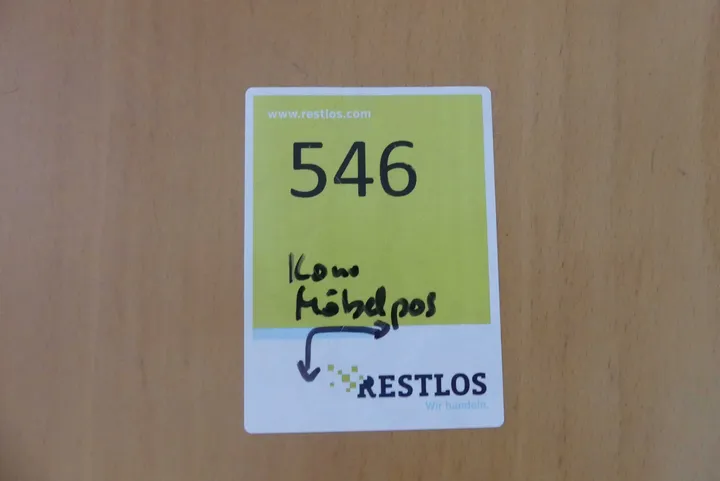 www.restlos.com
546
Kom
Möbelpos
RESTLOS
Wir handeln.